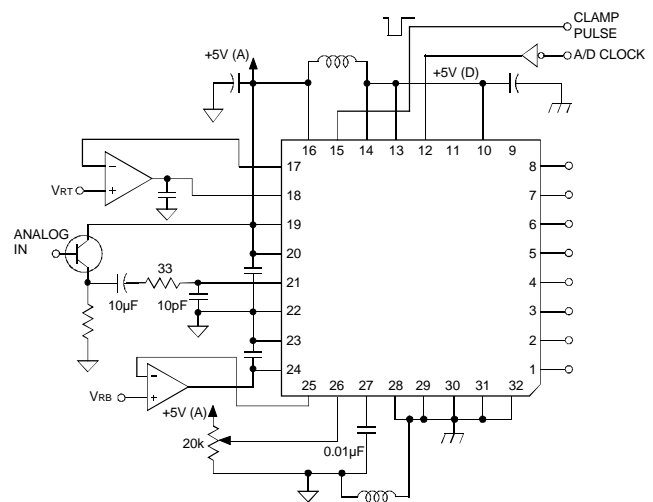 CLAMP
PULSE
+5V (A)
+5V (D)
A/D CLOCK
16 15 14 13 12 11 10 9
17
8
–
+
VRT
18
7
ANALOG
IN
19
6
20
5
33
21
4
10µF
10pF
22
3
23
2
24
1
–
+
VRB
25 26 27 28 29 30 31 32
+5V (A)
20k
0.01µF